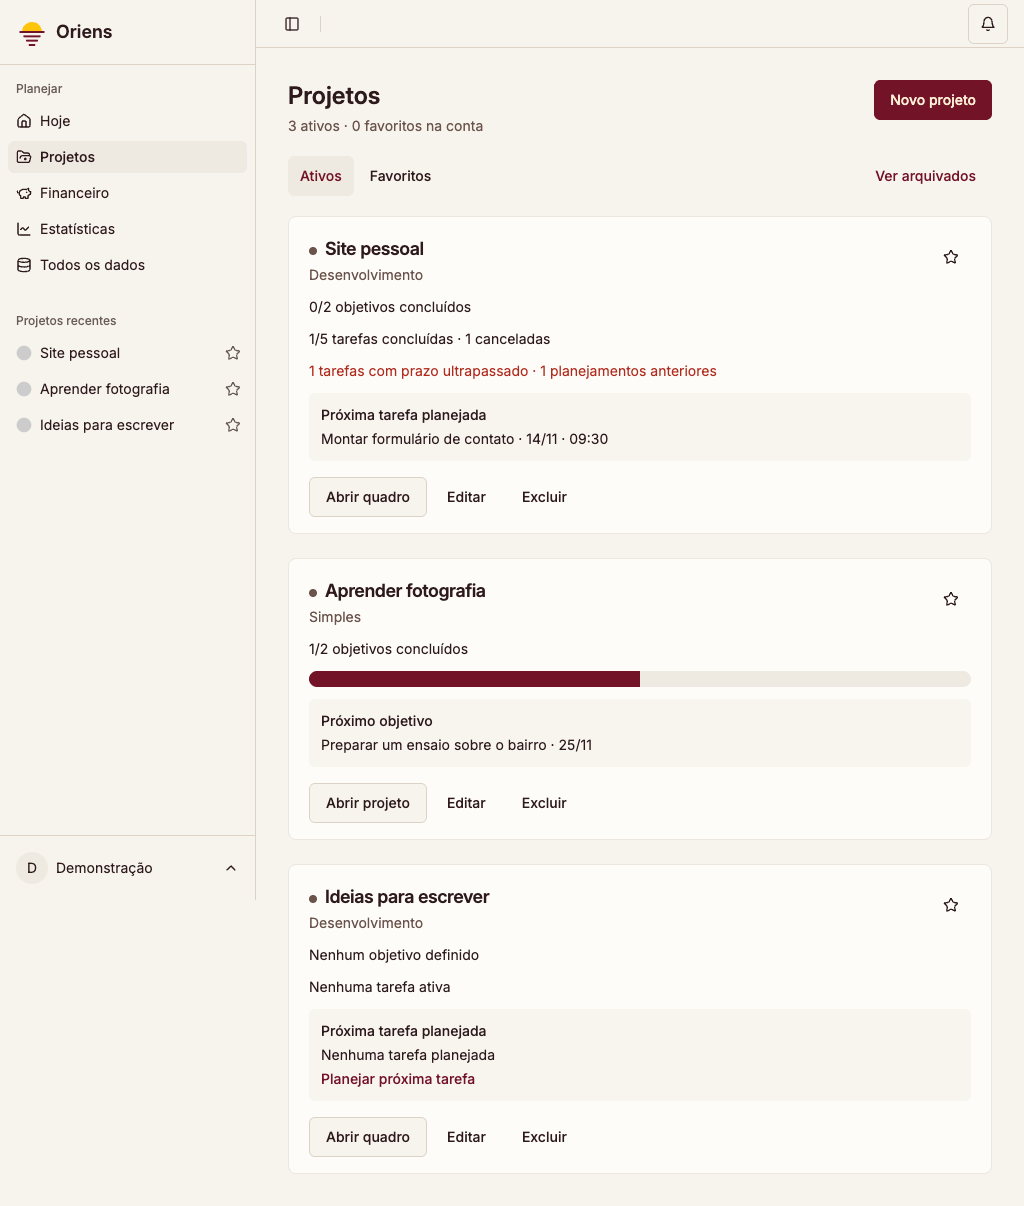 Oriens
Planejar
Hoje
Projetos
Financeiro
Estatísticas
Todos os dados
Projetos recentes
Site pessoal
Aprender fotografia
Ideias para escrever
D Demonstração
Projetos
3 ativos · 0 favoritos na conta
Novo projeto
Ativos Favoritos Ver arquivados
Site pessoal
Desenvolvimento
0/2 objetivos concluídos
1/5 tarefas concluídas · 1 canceladas
1 tarefas com prazo ultrapassado · 1 planejamentos anteriores
Próxima tarefa planejada
Montar formulário de contato · 14/11 · 09:30
Abrir quadro Editar Excluir
Aprender fotografia
Simples
1/2 objetivos concluídos
Próximo objetivo
Preparar um ensaio sobre o bairro · 25/11
Abrir projeto Editar Excluir
Ideias para escrever
Desenvolvimento
Nenhum objetivo definido
Nenhuma tarefa ativa
Próxima tarefa planejada
Nenhuma tarefa planejada
Planejar próxima tarefa
Abrir quadro Editar Excluir